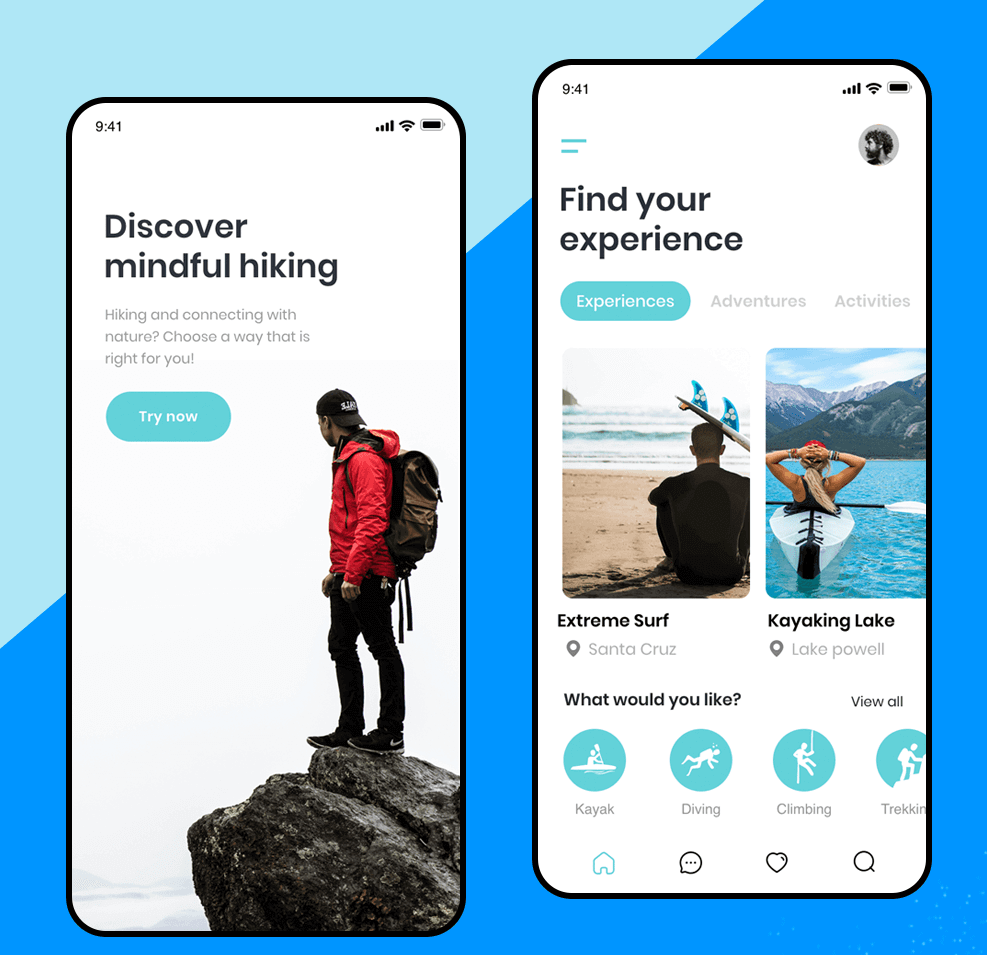 9:41
Discover
mindful hiking
Hiking and connecting with
nature? Choose a way that is
right for you!
Try now
9:41
Find your
experience
Experiences Adventures Activities
Extreme Surf
Santa Cruz
Kayaking Lake
Lake powell
What would you like?
View all
Kayak Diving Climbing Trekkin